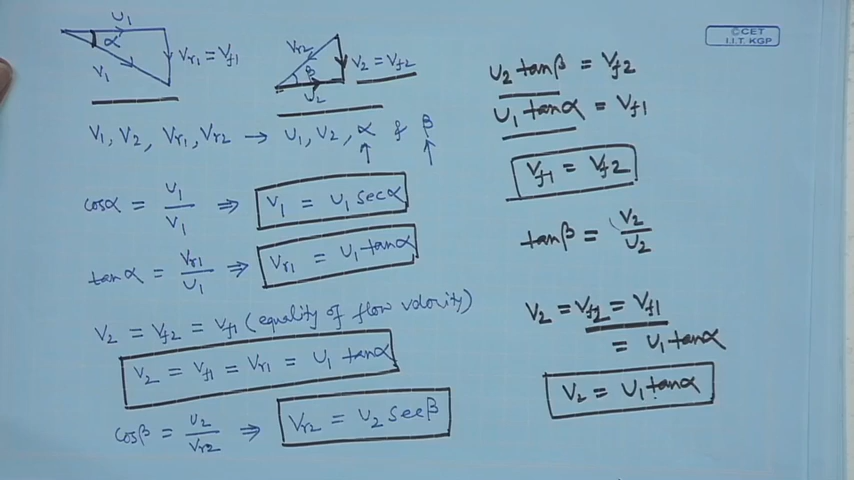 U1
α
V1
Vr1 = Vf1
Vr2
β
V2 = Vf2
U2
V1, V2, Vr1, Vr2 → U1, U2, α & β
cosα = U1/V1 ⇒ V1 = U1 secα
tanα = Vr1/U1 ⇒ Vr1 = U1 tanα
V2 = Vf2 = Vf1 (equality of flow velocity)
V2 = Vf1 = Vr1 = U1 tanα
cosβ = U2/Vr2 ⇒ Vr2 = U2 secβ
© CET
I.I.T. KGP
U2 tanβ = Vf2
U1 tanα = Vf1
Vf1 = Vf2
tanβ = V2/U2
V2 = Vf2 = Vf1
= U1 tanα
V2 = U1 tanα